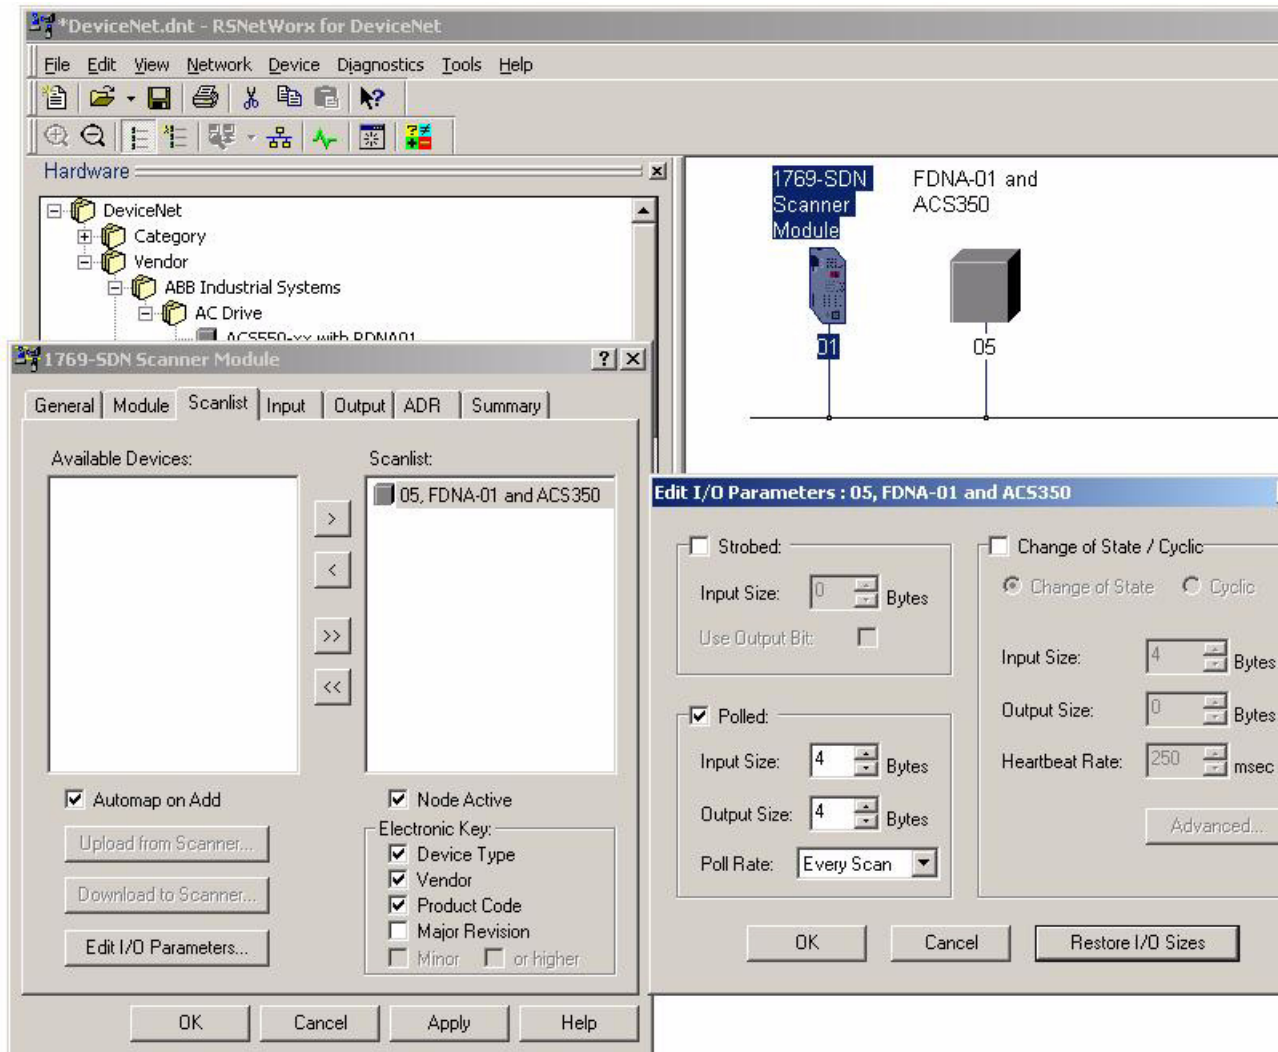 *DeviceNet.dnt - RSNetWorx for DeviceNet
File Edit View Network Device Diagnostics Tools Help
Hardware
DeviceNet
Category
Vendor
ABB Industrial Systems
AC Drive
ACS550-xx with RDNA01
1769-SDN
Scanner
Module
01
FDNA-01 and
ACS350
05
1769-SDN Scanner Module
General Module Scanlist Input Output ADR Summary
Available Devices:
Scanlist:
05, FDNA-01 and ACS350
>
<
>>
<<
Automap on Add
Upload from Scanner...
Download to Scanner...
Edit I/O Parameters...
Node Active
Electronic Key:
Device Type
Vendor
Product Code
Major Revision
Minor or higher
OK Cancel Apply Help
Edit I/O Parameters : 05, FDNA-01 and ACS350
Strobed:
Input Size: 0 Bytes
Use Output Bit:
Polled:
Input Size: 4 Bytes
Output Size: 4 Bytes
Poll Rate: Every Scan
Change of State / Cyclic
Change of State Cyclic
Input Size: 4 Bytes
Output Size: 0 Bytes
Heartbeat Rate: 250 msec
Advanced...
OK Cancel Restore I/O Sizes